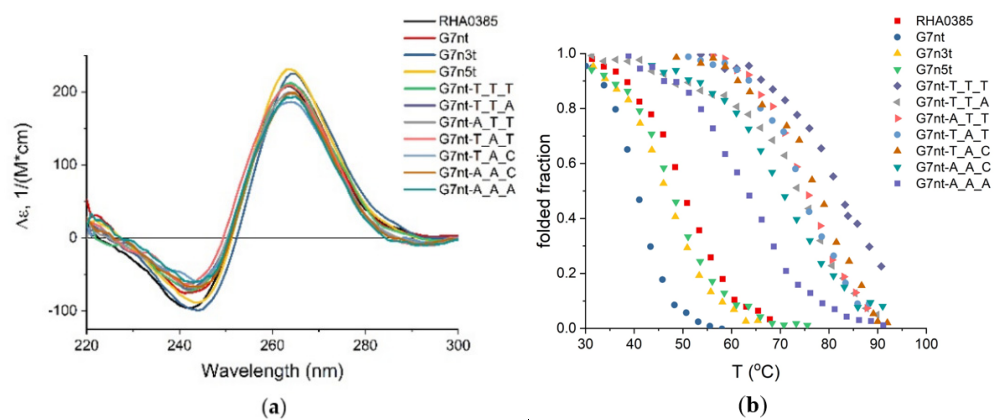 RHA0385
G7nt
G7n3t
G7n5t
G7nt-T_T_T
G7nt-T_T_A
G7nt-A_T_T
G7nt-T_A_T
G7nt-T_A_C
G7nt-A_A_C
G7nt-A_A_A
Δε, 1/(M*cm)
200
100
0
-100
220
240
260
280
300
Wavelength (nm)
(a)
RHA0385
G7nt
G7n3t
G7n5t
G7nt-T_T_T
G7nt-T_T_A
G7nt-A_T_T
G7nt-T_A_T
G7nt-T_A_C
G7nt-A_A_C
G7nt-A_A_A
folded fraction
1.0
0.8
0.6
0.4
0.2
0.0
30
40
50
60
70
80
90
100
T (°C)
(b)